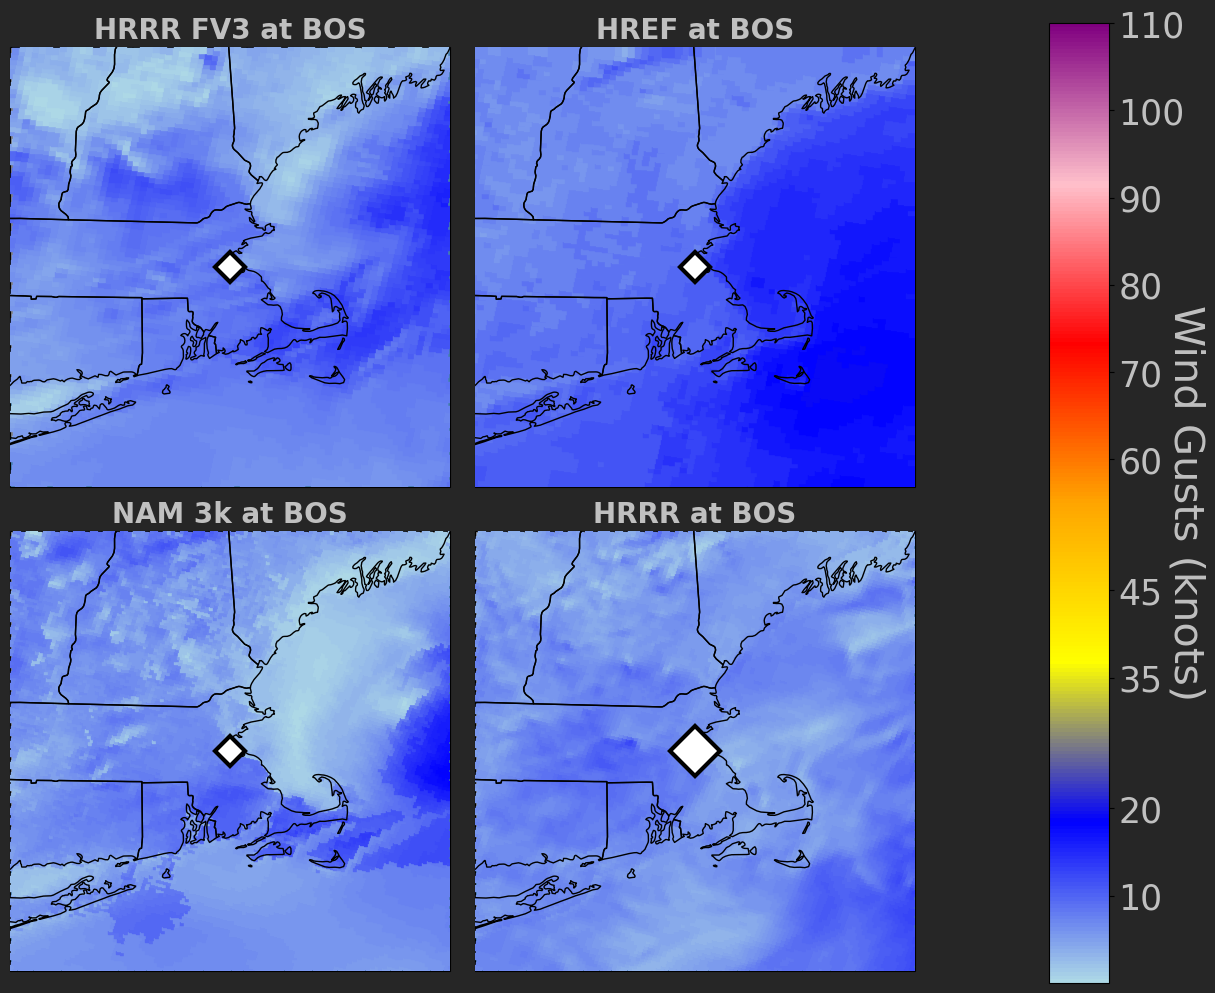 HRRR FV3 at BOS
HREF at BOS
NAM 3k at BOS
HRRR at BOS
110
100
90
80
70
60
45
35
20
10
Wind Gusts (knots)